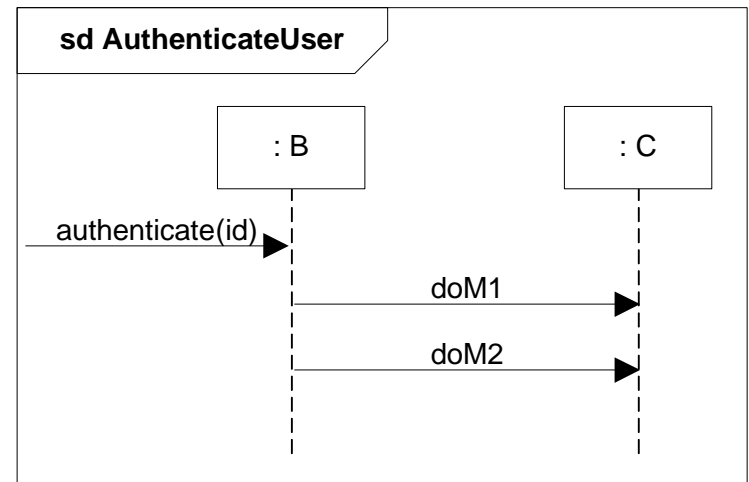 sd AuthenticateUser
: B
: C
authenticate(id)
doM1
doM2